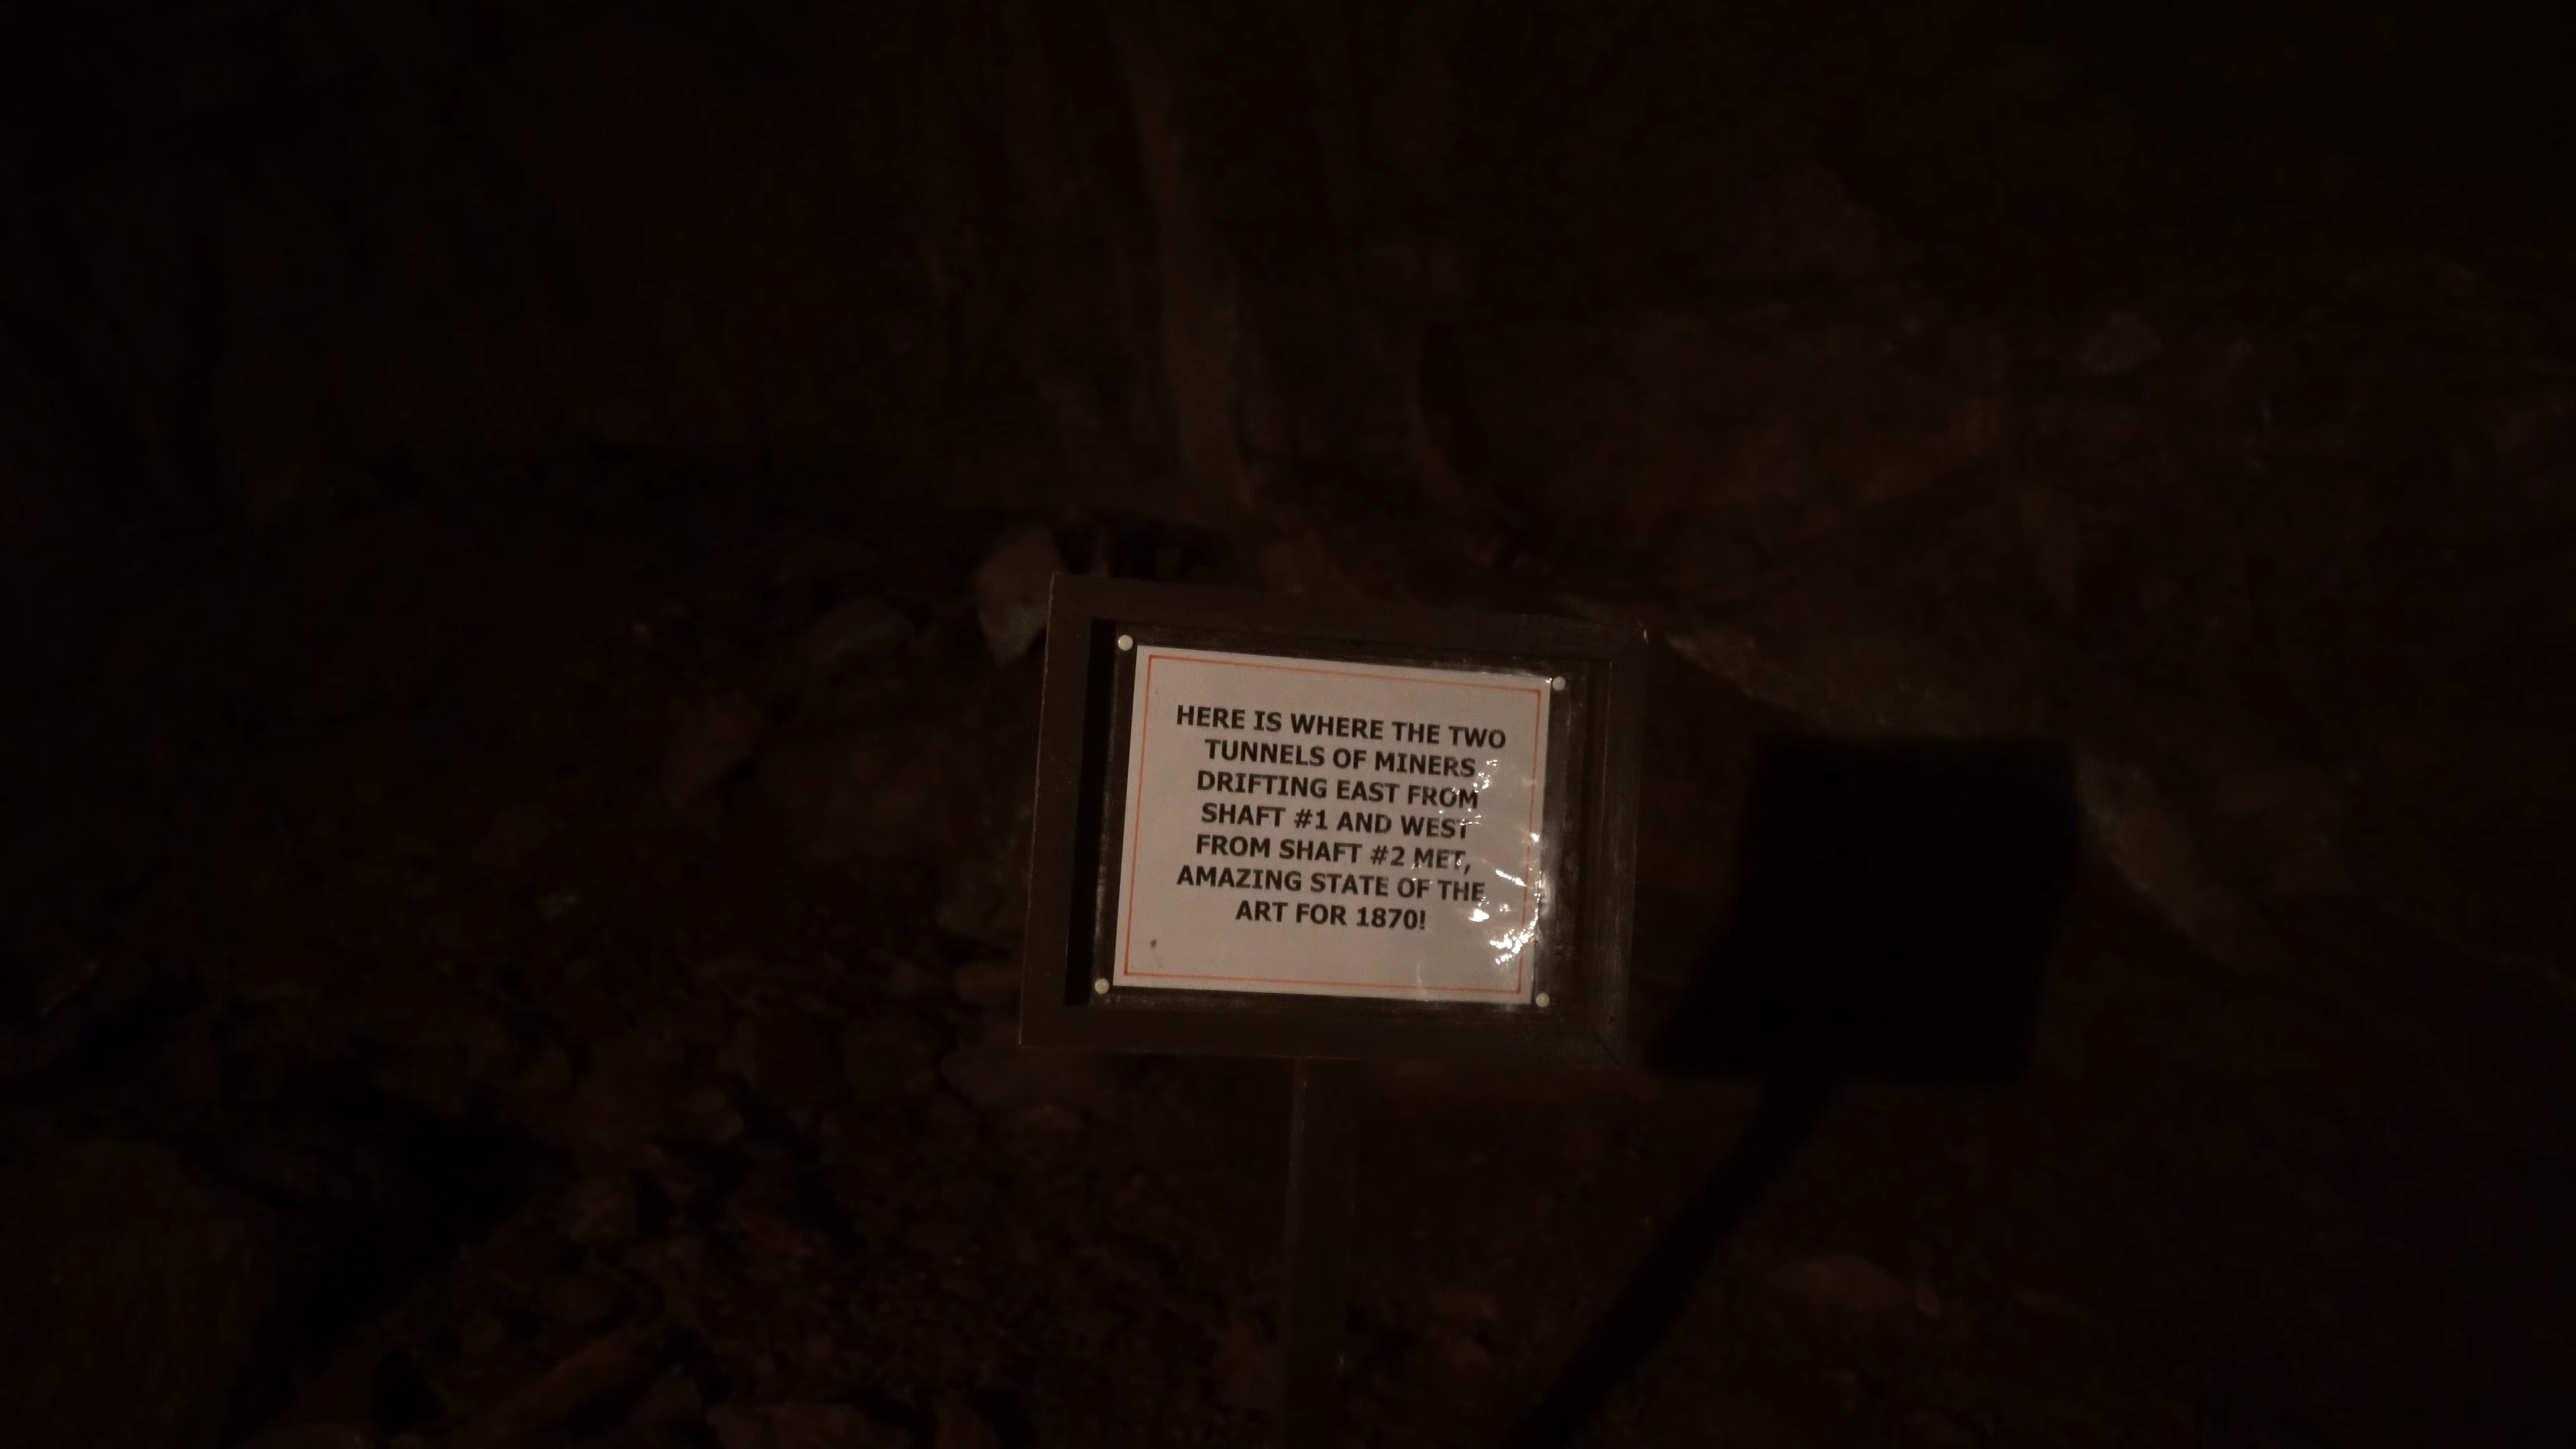 HERE IS WHERE THE TWO
TUNNELS OF MINERS
DRIFTING EAST FROM
SHAFT #1 AND WEST
FROM SHAFT #2 MET,
AMAZING STATE OF THE
ART FOR 1870!